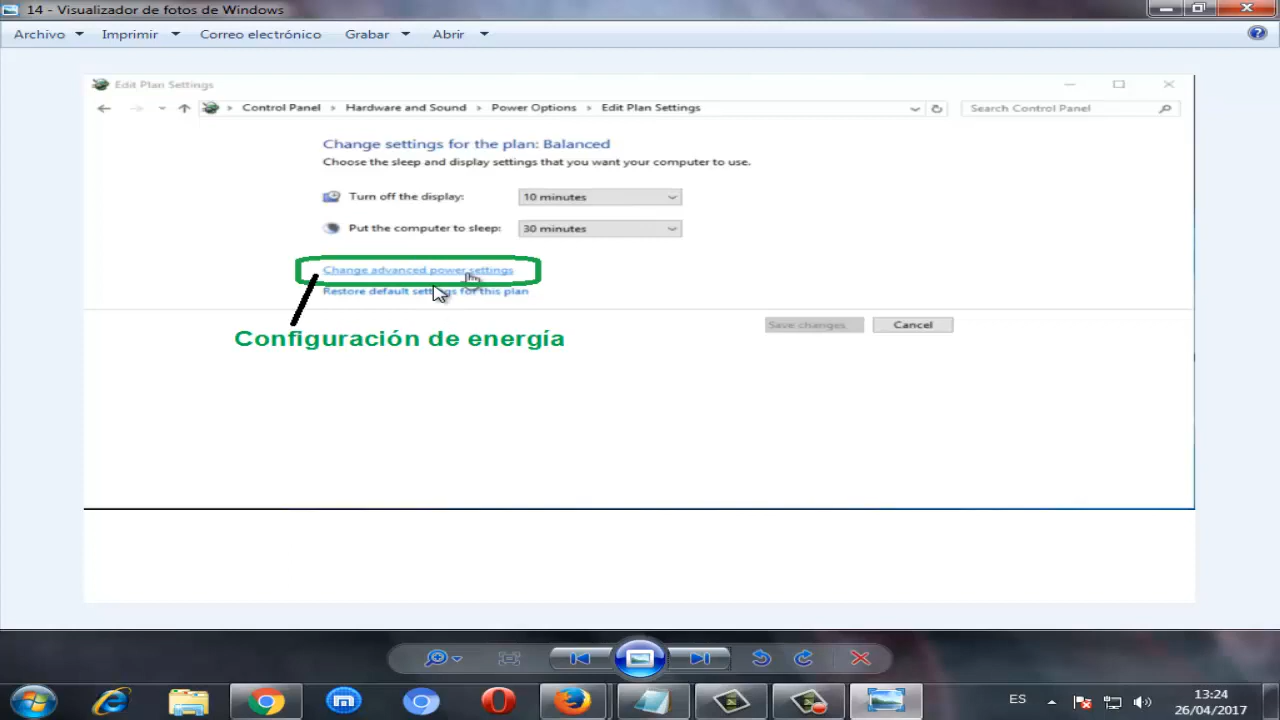 14 - Visualizador de fotos de Windows
Archivo Imprimir Correo electrónico Grabar Abrir
Edit Plan Settings
Control Panel > Hardware and Sound > Power Options > Edit Plan Settings
Search Control Panel
Change settings for the plan: Balanced
Choose the sleep and display settings that you want your computer to use.
Turn off the display: 10 minutes
Put the computer to sleep: 30 minutes
Change advanced power settings
Restore default settings for this plan
Save changes Cancel
Configuración de energía
ES
13:24
26/04/2017